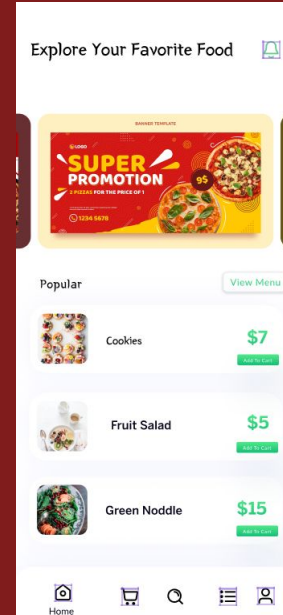 Explore Your Favorite Food
BANNER TEMPLATE
LOGO
SUPER
PROMOTION
2 PIZZAS FOR THE PRICE OF 1
9$
1234 5678
Popular
View Menu
Cookies
$7
Add To Cart
Fruit Salad
$5
Add To Cart
Green Noddle
$15
Add To Cart
Home